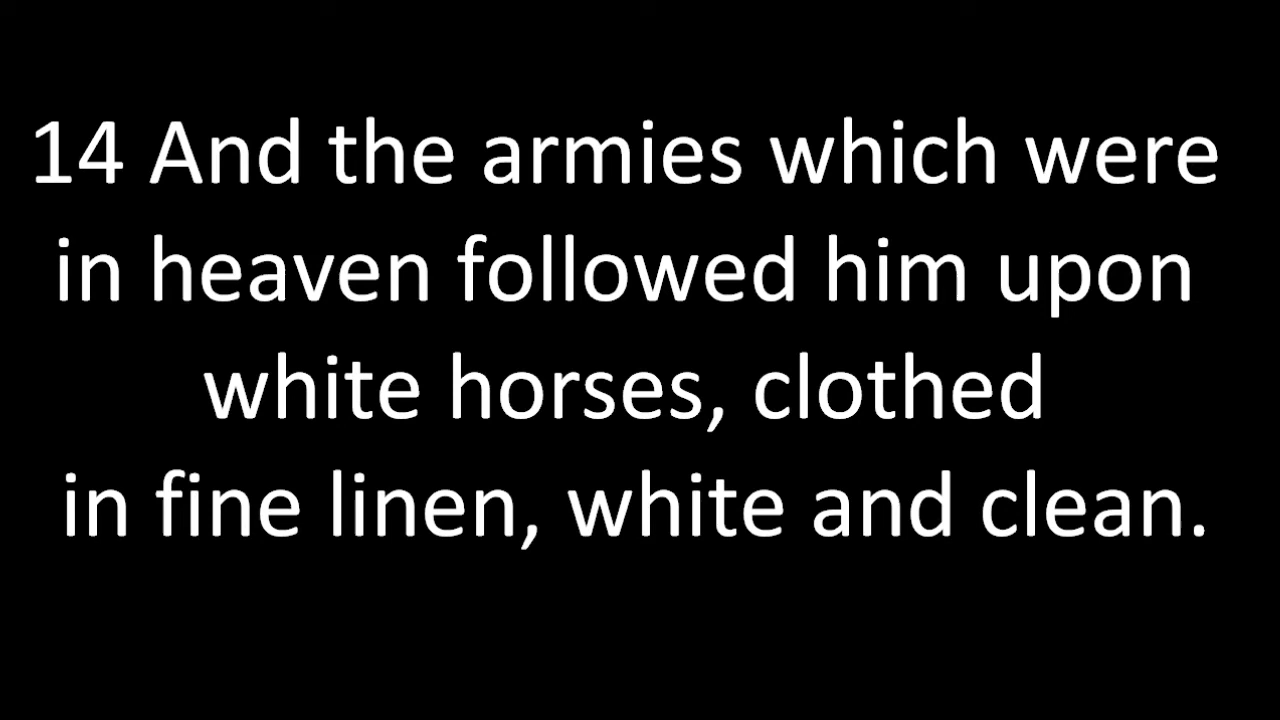 14 And the armies which were
in heaven followed him upon
white horses, clothed
in fine linen, white and clean.